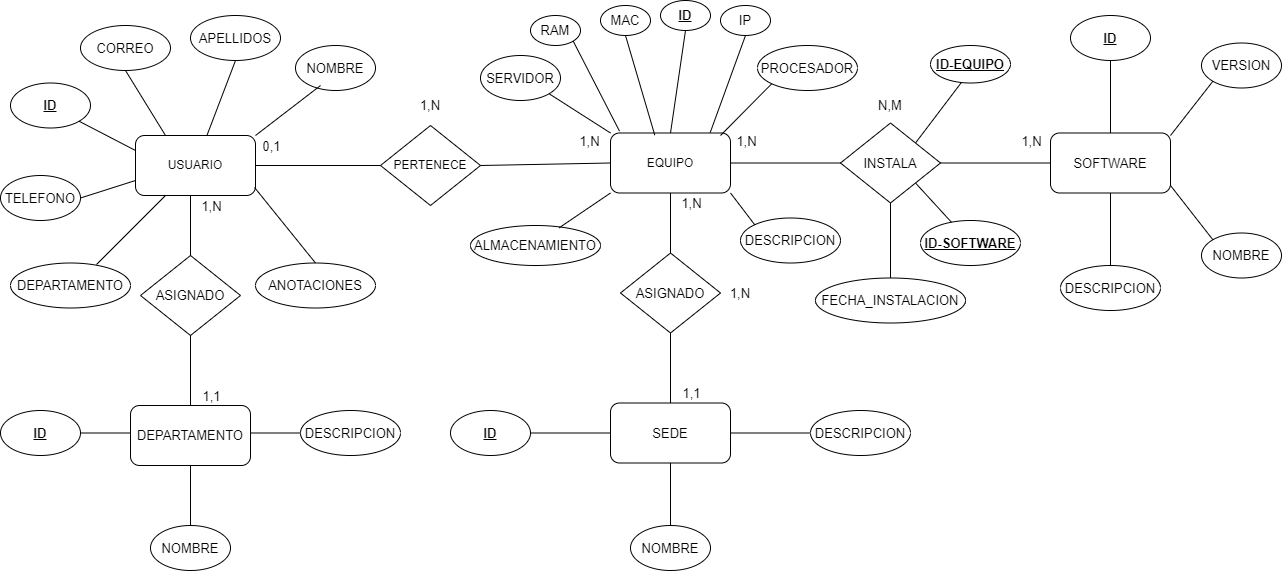 CORREO
APELLIDOS
NOMBRE
ID
TELEFONO
USUARIO
0,1
1,N
DEPARTAMENTO
ANOTACIONES
ASIGNADO
1,1
DEPARTAMENTO
ID
DESCRIPCION
NOMBRE
1,N
PERTENECE
1,N
SERVIDOR
RAM
MAC
ID
IP
PROCESADOR
EQUIPO
1,N
1,N
ALMACENAMIENTO
DESCRIPCION
ASIGNADO
1,N
1,1
SEDE
ID
DESCRIPCION
NOMBRE
N,M
INSTALA
ID-EQUIPO
ID-SOFTWARE
FECHA_INSTALACION
1,N
SOFTWARE
ID
VERSION
NOMBRE
DESCRIPCION